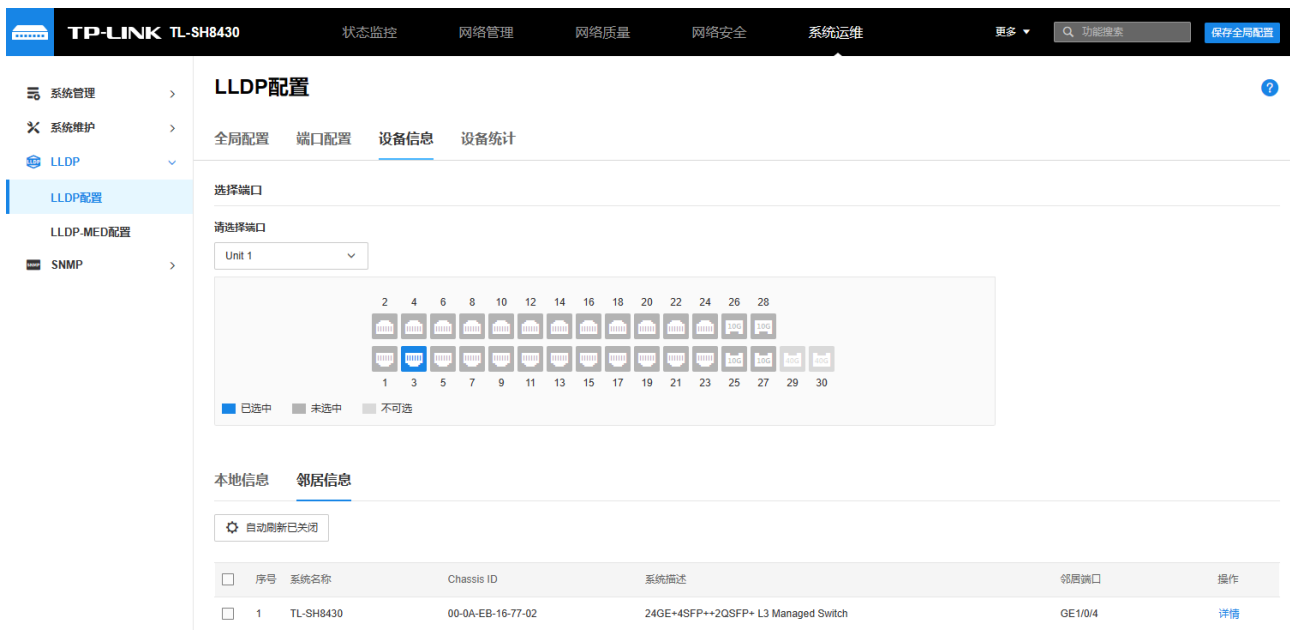 TP-LINK TL-SH8430 状态监控 网络管理 网络质量 网络安全 系统运维 更多 功能搜索 保存全局配置
系统管理
系统维护
LLDP
LLDP配置
LLDP-MED配置
SNMP
LLDP配置
?
全局配置 端口配置 设备信息 设备统计
选择端口
请选择端口
Unit 1
2 4 6 8 10 12 14 16 18 20 22 24 26 28
10G 10G
10G 10G 40G 40G
1 3 5 7 9 11 13 15 17 19 21 23 25 27 29 30
已选中 未选中 不可选
本地信息 邻居信息
自动刷新已关闭
序号 系统名称 Chassis ID 系统描述 邻居端口 操作
1 TL-SH8430 00-0A-EB-16-77-02 24GE+4SFP++2QSFP+ L3 Managed Switch GE1/0/4 详情